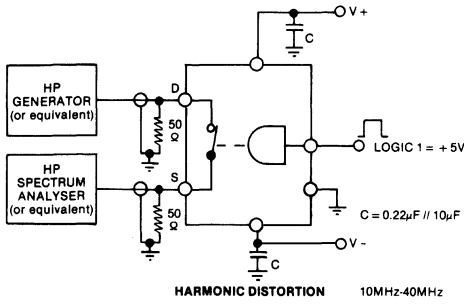 V +
C
HP
GENERATOR
(or equivalent)
D
50
Ω
LOGIC 1 = + 5V
HP
SPECTRUM
ANALYSER
(or equivalent)
S
50
Ω
C = 0.22µF // 10µF
V -
C
HARMONIC DISTORTION 10MHz-40MHz